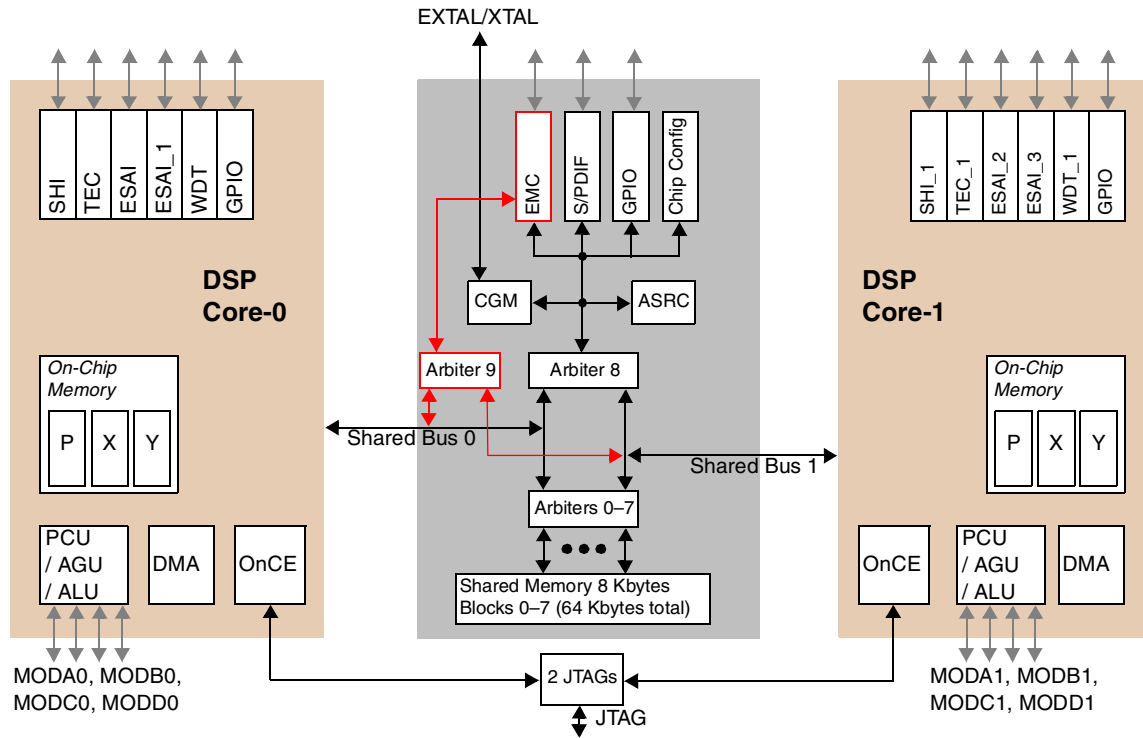 EXTAL/XTAL
SHI
TEC
ESAI
ESAI_1
WDT
GPIO
EMC
S/PDIF
GPIO
Chip Config
SHI_1
TEC_1
ESAI_2
ESAI_3
WDT_1
GPIO
DSP
Core-0
CGM
ASRC
DSP
Core-1
On-Chip
Memory
P
X
Y
Arbiter 9
Arbiter 8
On-Chip
Memory
P
X
Y
Shared Bus 0
Shared Bus 1
Arbiters 0–7
PCU
/ AGU
/ ALU
DMA
OnCE
Shared Memory 8 Kbytes
Blocks 0–7 (64 Kbytes total)
OnCE
PCU
/ AGU
/ ALU
DMA
MODA0, MODB0,
MODC0, MODD0
2 JTAGs
JTAG
MODA1, MODB1,
MODC1, MODD1